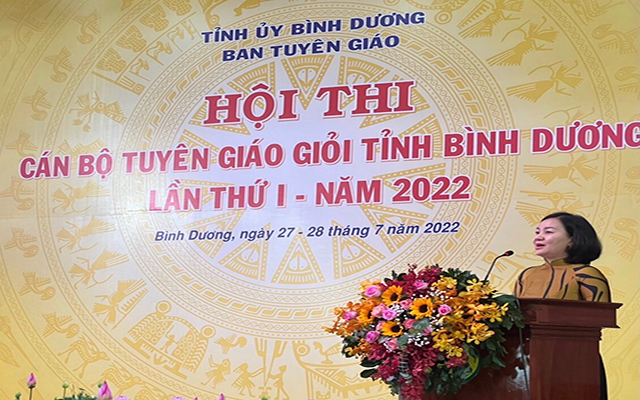 TỈNH ỦY BÌNH DƯƠNG
BAN TUYÊN GIÁO
HỘI THI
CÁN BỘ TUYÊN GIÁO GIỎI TỈNH BÌNH DƯƠNG
LẦN THỨ I - NĂM 2022
Bình Dương, ngày 27 - 28 tháng 7 năm 2022